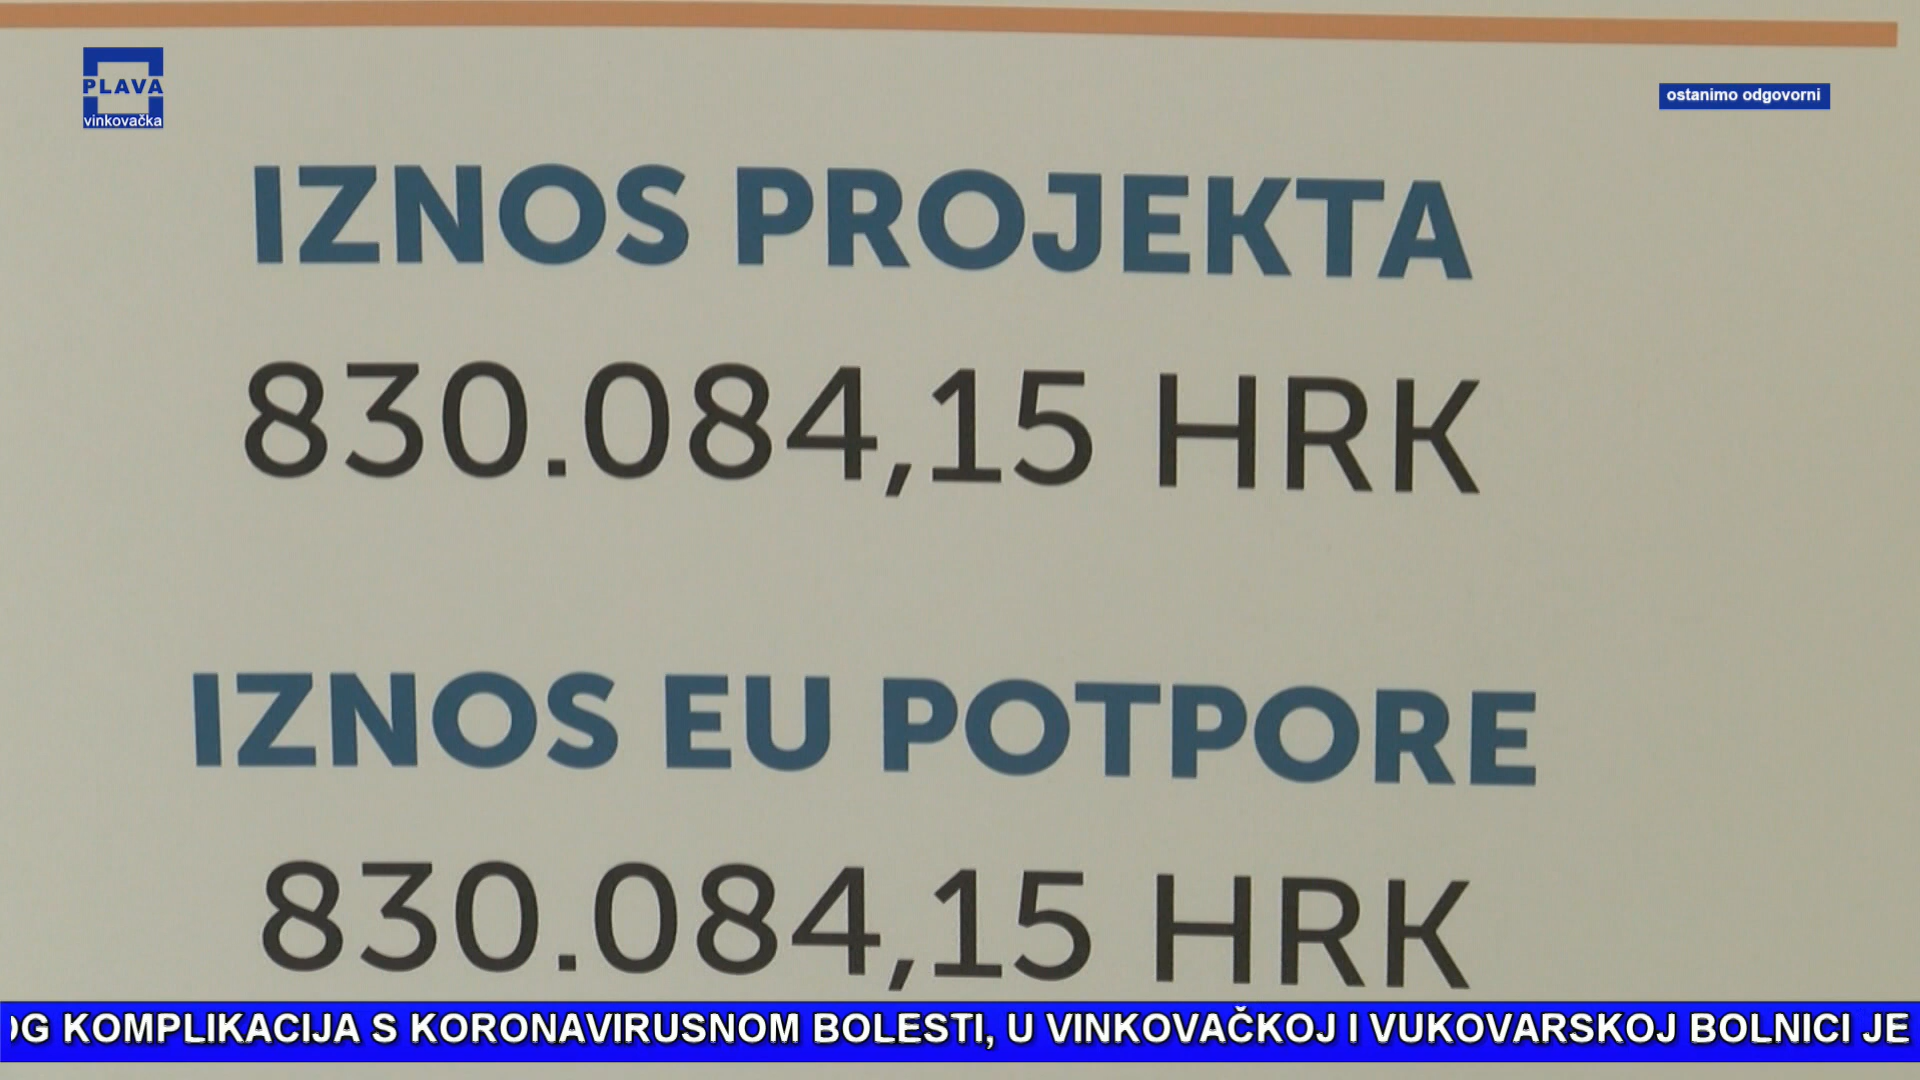 PLAVA
vinkovačka
ostanimo odgovorni
IZNOS PROJEKTA
830.084,15 HRK
IZNOS EU POTPORE
830.084,15 HRK
KOMPLIKACIJA S KORONAVIRUSNOM BOLESTI, U VINKOVAČKOJ I VUKOVARSKOJ BOLNICI JE